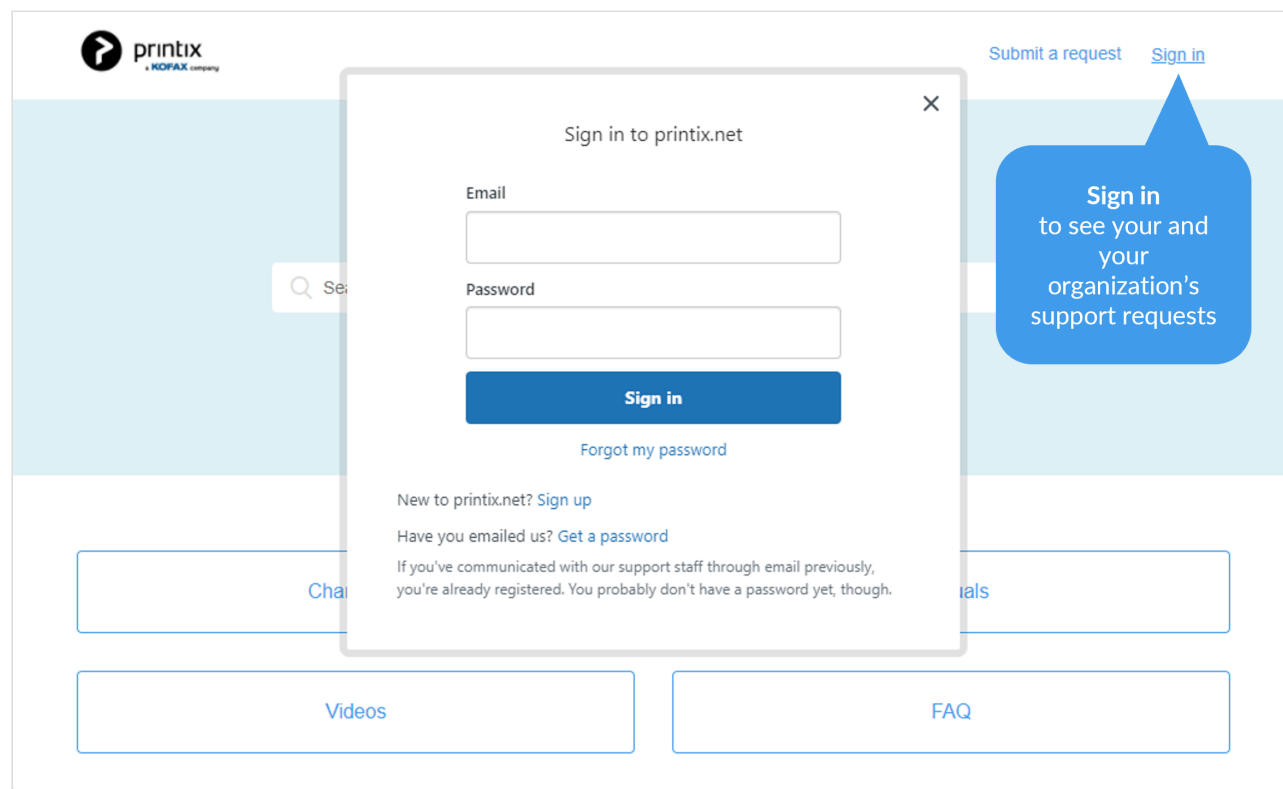 printix
a KOFAX company
Submit a request
Sign in
Sign in to printix.net
Email
Password
Sign in
Forgot my password
New to printix.net? Sign up
Have you emailed us? Get a password
If you've communicated with our support staff through email previously,
you're already registered. You probably don't have a password yet, though.
Sign in
to see your and
your
organization’s
support requests
Videos
FAQ